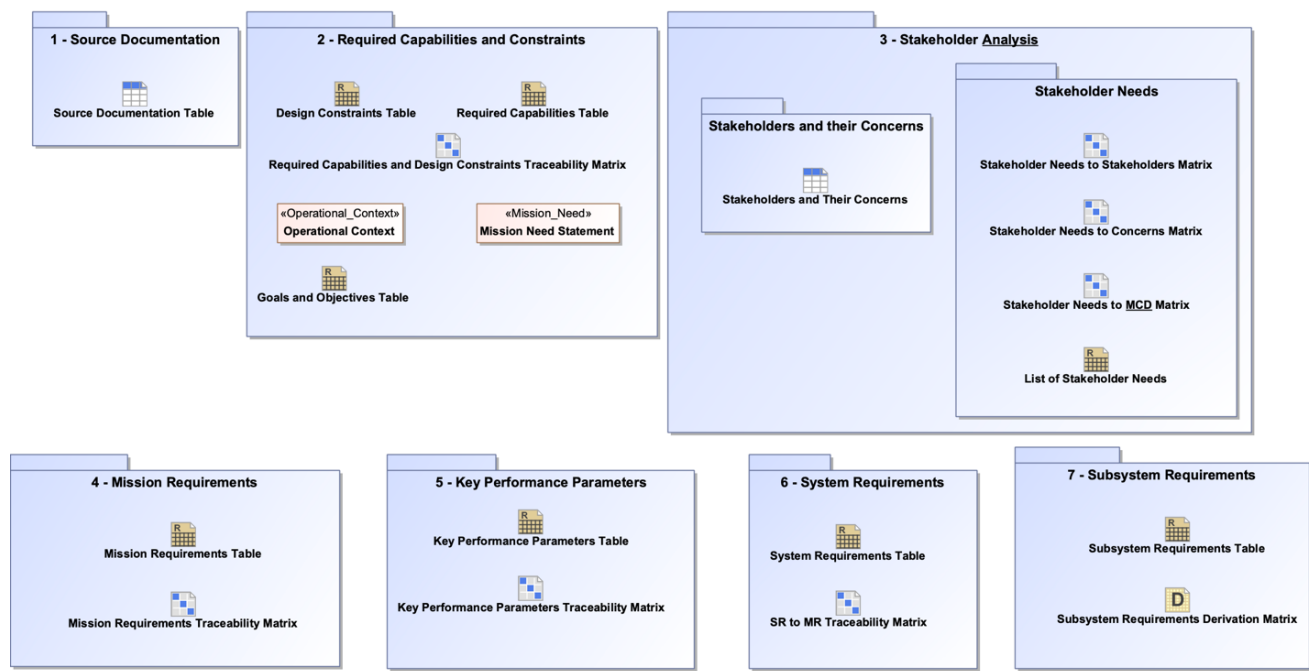 1 - Source Documentation
Source Documentation Table
2 - Required Capabilities and Constraints
R
Design Constraints Table
R
Required Capabilities Table
Required Capabilities and Design Constraints Traceability Matrix
«Operational_Context»
Operational Context
«Mission_Need»
Mission Need Statement
R
Goals and Objectives Table
3 - Stakeholder Analysis
Stakeholders and their Concerns
Stakeholders and Their Concerns
Stakeholder Needs
Stakeholder Needs to Stakeholders Matrix
Stakeholder Needs to Concerns Matrix
Stakeholder Needs to MCD Matrix
R
List of Stakeholder Needs
4 - Mission Requirements
R
Mission Requirements Table
Mission Requirements Traceability Matrix
5 - Key Performance Parameters
R
Key Performance Parameters Table
Key Performance Parameters Traceability Matrix
6 - System Requirements
R
System Requirements Table
SR to MR Traceability Matrix
7 - Subsystem Requirements
R
Subsystem Requirements Table
D
Subsystem Requirements Derivation Matrix